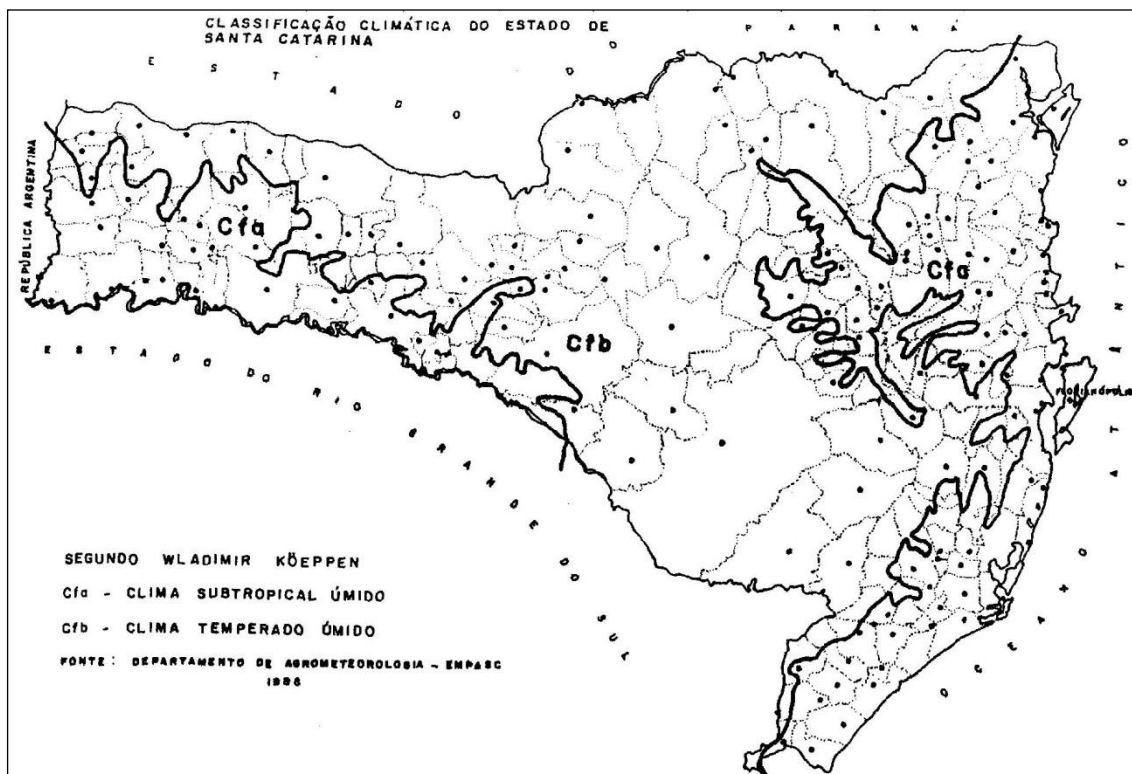 CLASSIFICAÇÃO CLIMÁTICA DO ESTADO DE
SANTA CATARINA
ESTADO DO PARANÁ
REPÚBLICA ARGENTINA
Cfa
Cfa
Cfb
FLORIANÓPOLIS
ESTADO DO RIO GRANDE DO SUL
OCEANO ATÂNTICO
SEGUNDO WLADIMIR KÖEPPEN
Cfa - CLIMA SUBTROPICAL ÚMIDO
Cfb - CLIMA TEMPERADO ÚMIDO
FONTE: DEPARTAMENTO DE AGROMETEOROLOGIA - EMPASC